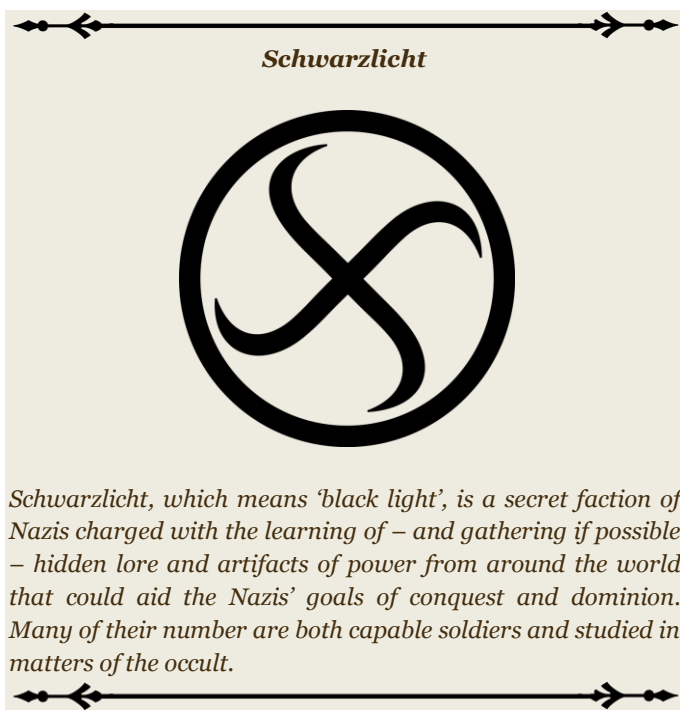 Schwarzlicht
Schwarzlicht, which means ‘black light’, is a secret faction of
Nazis charged with the learning of – and gathering if possible
– hidden lore and artifacts of power from around the world
that could aid the Nazis’ goals of conquest and dominion.
Many of their number are both capable soldiers and studied in
matters of the occult.